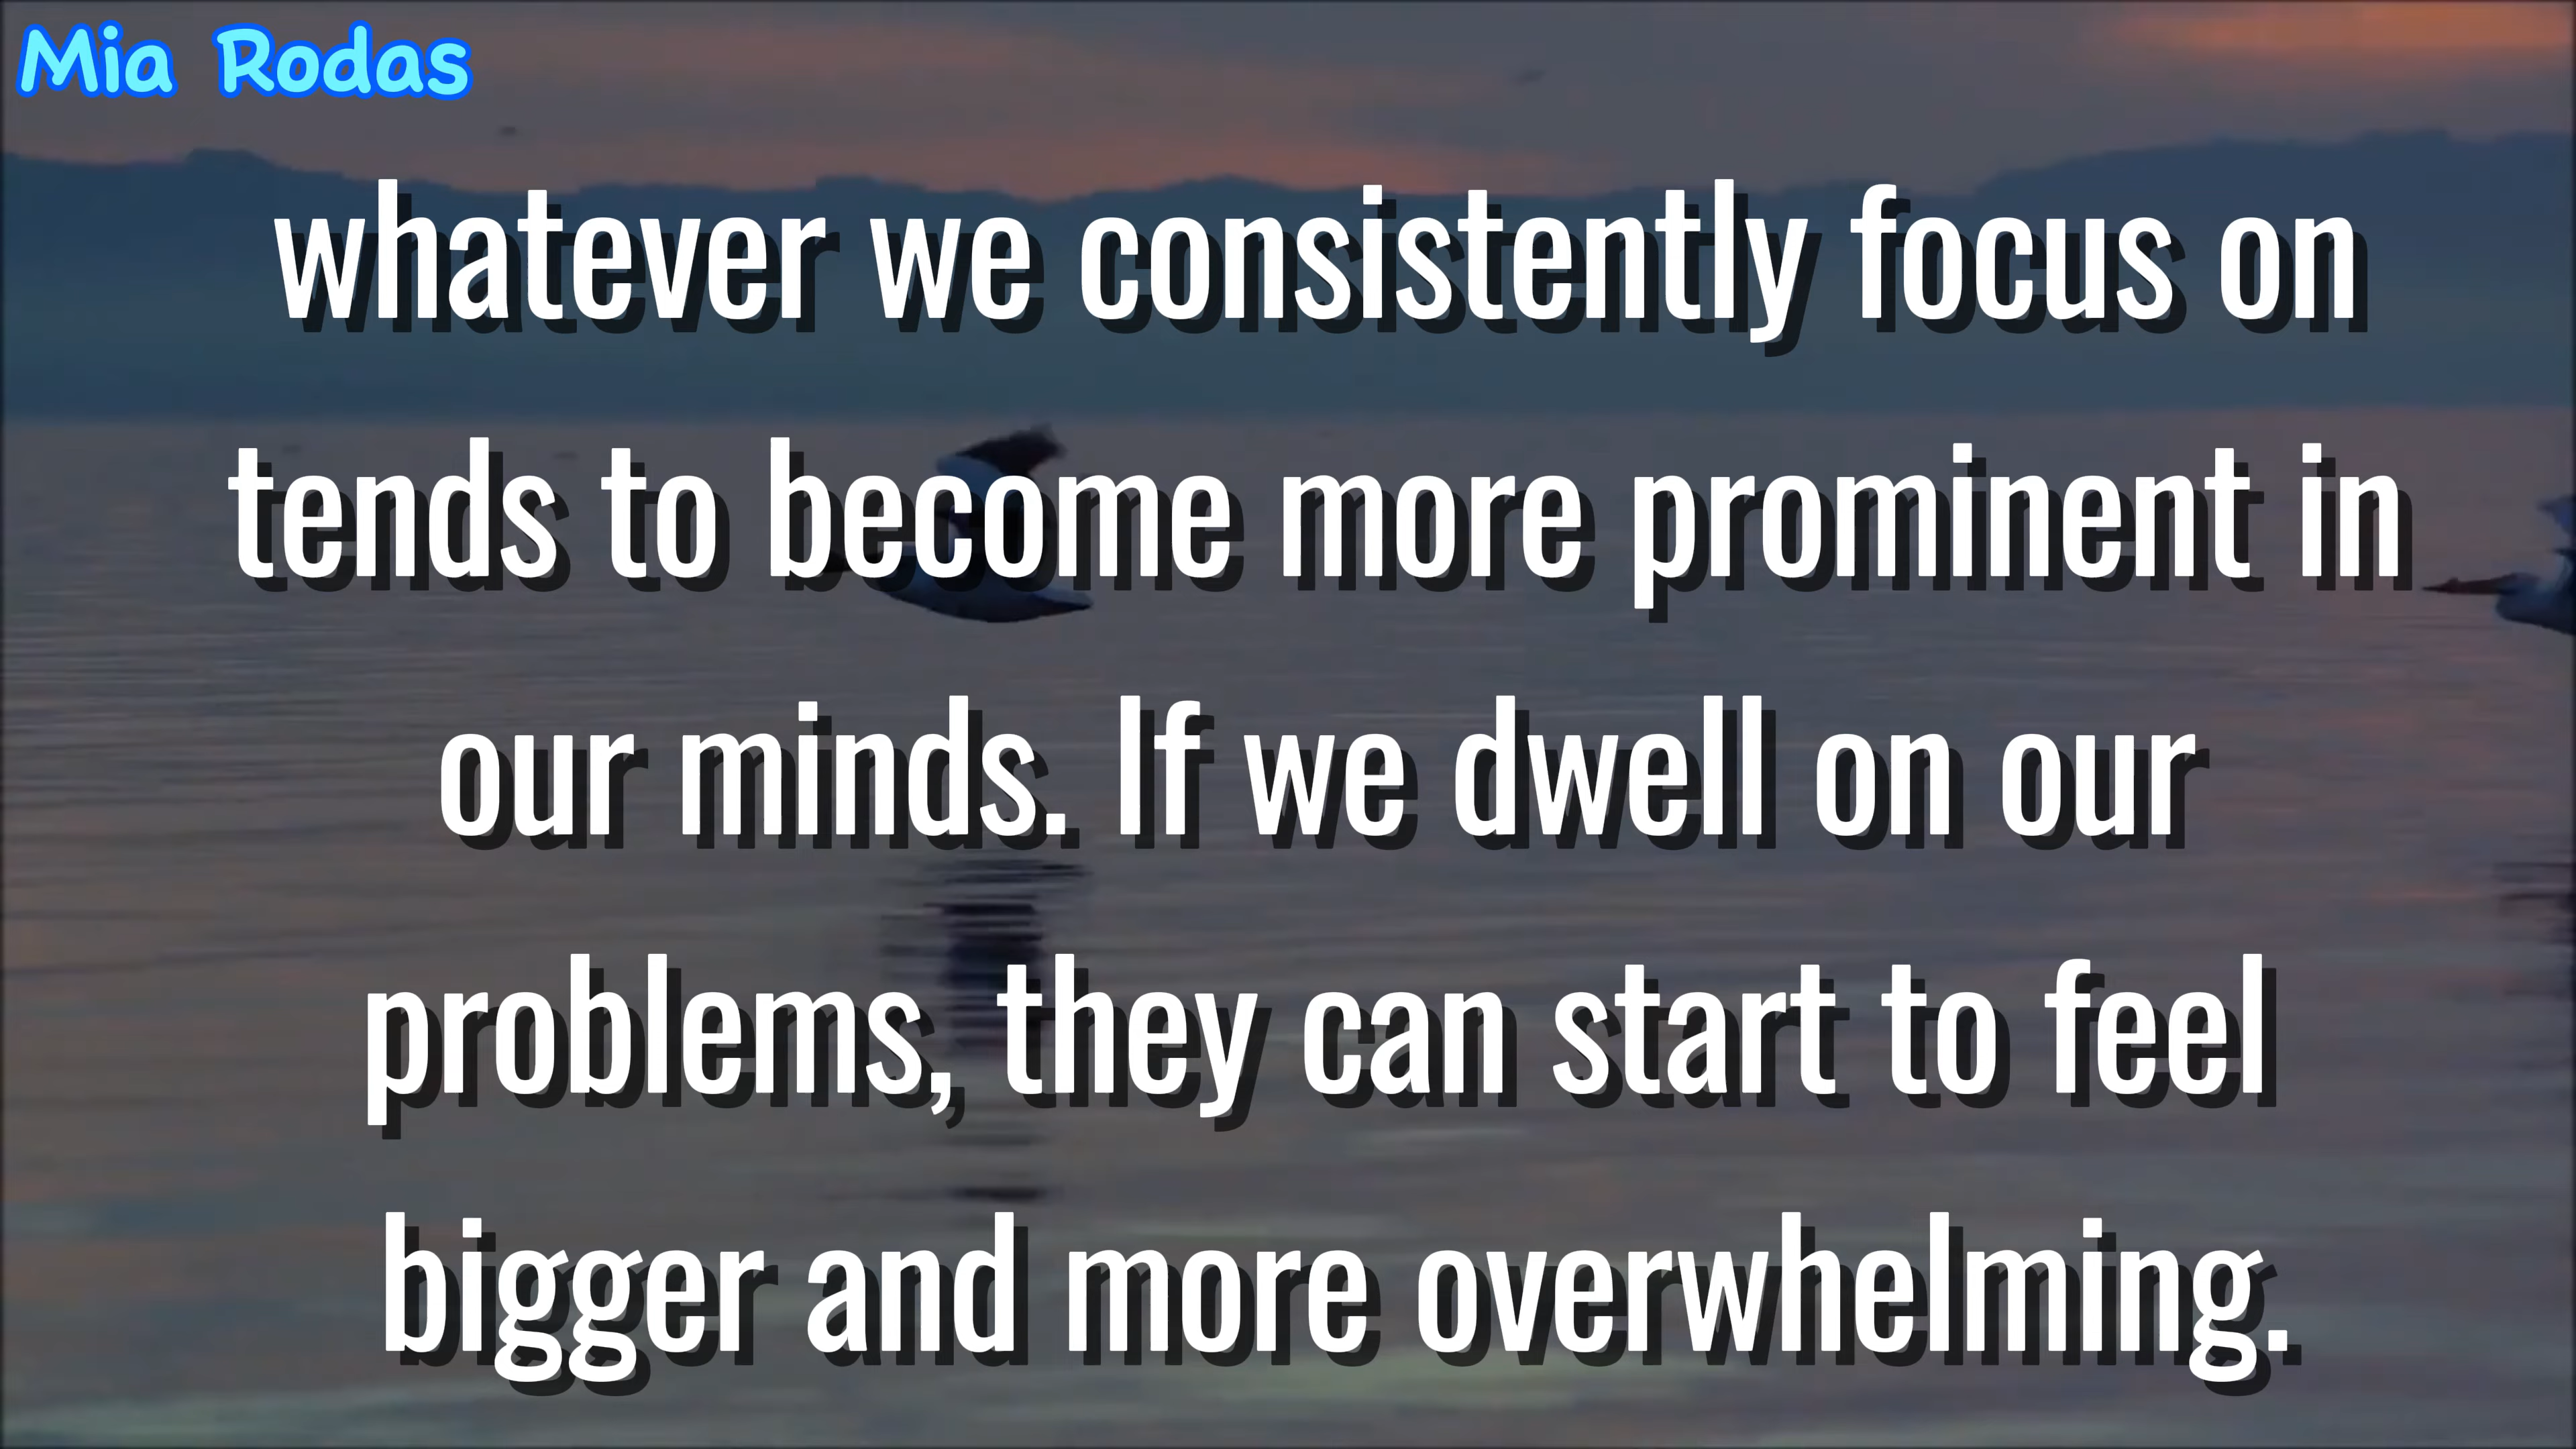 Mia Rodas
whatever we consistently focus on
tends to become more prominent in
our minds. If we dwell on our
problems, they can start to feel
bigger and more overwhelming.